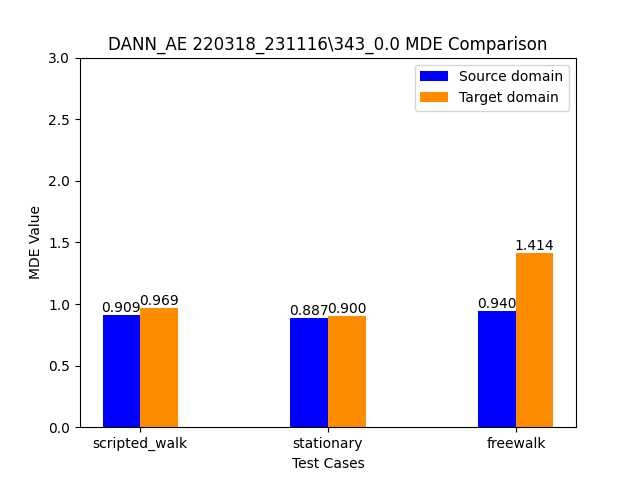 DANN_AE 220318_231116\343_0.0 MDE Comparison
Source domain
Target domain
MDE Value
3.0
2.5
2.0
1.5
1.0
0.5
0.0
0.909
0.969
0.887
0.900
0.940
1.414
scripted_walk
stationary
freewalk
Test Cases